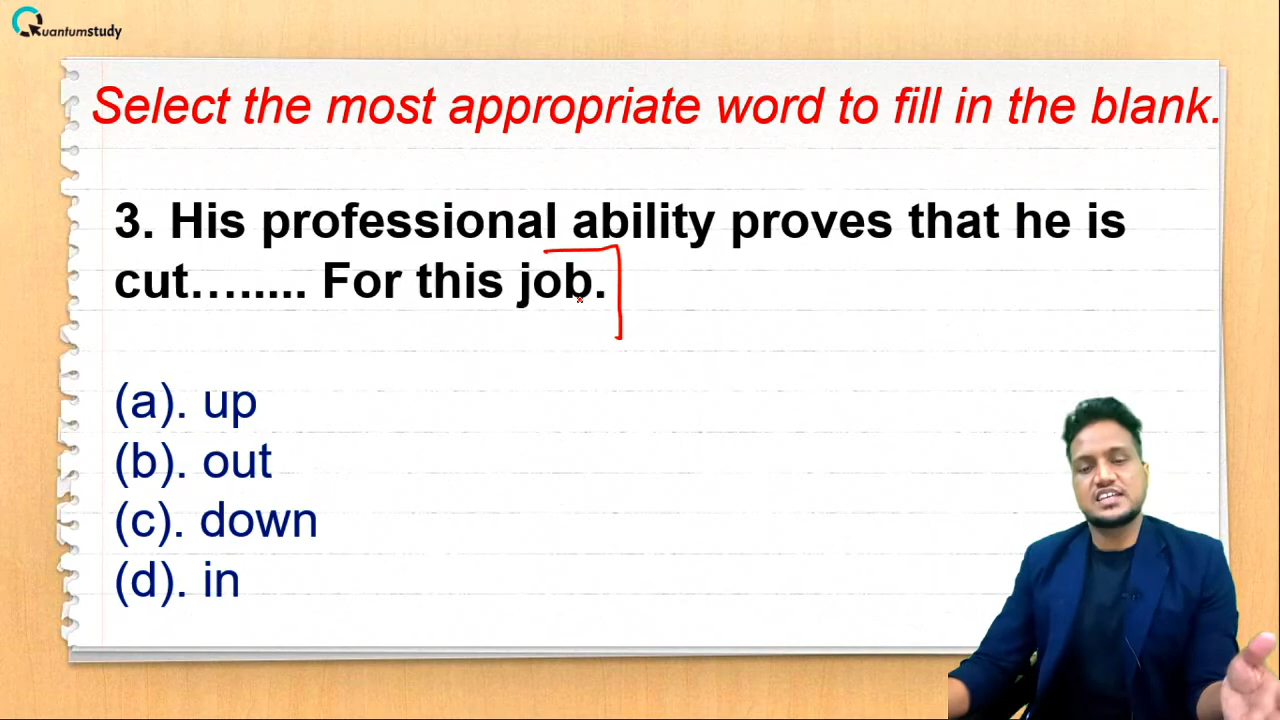 Quantumstudy
Select the most appropriate word to fill in the blank.
3. His professional ability proves that he is
cut…..... For this job.
(a). up
(b). out
(c). down
(d). in